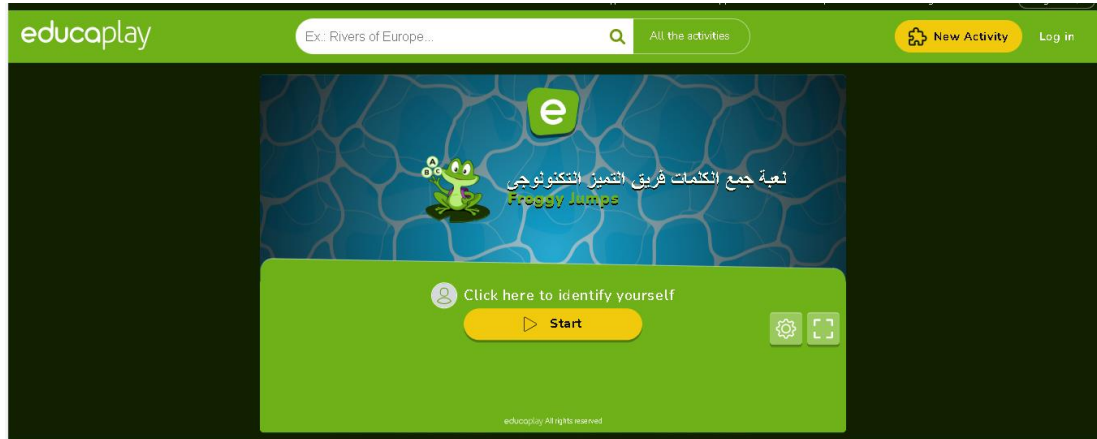 educaplay
Ex.: Rivers of Europe...
All the activities
New Activity
Log in
e
A
B C
لعبة جمع الكلمات فريق التميز التكنولوجى
Froggy Jumps
Click here to identify yourself
Start
educaplay All rights reserved